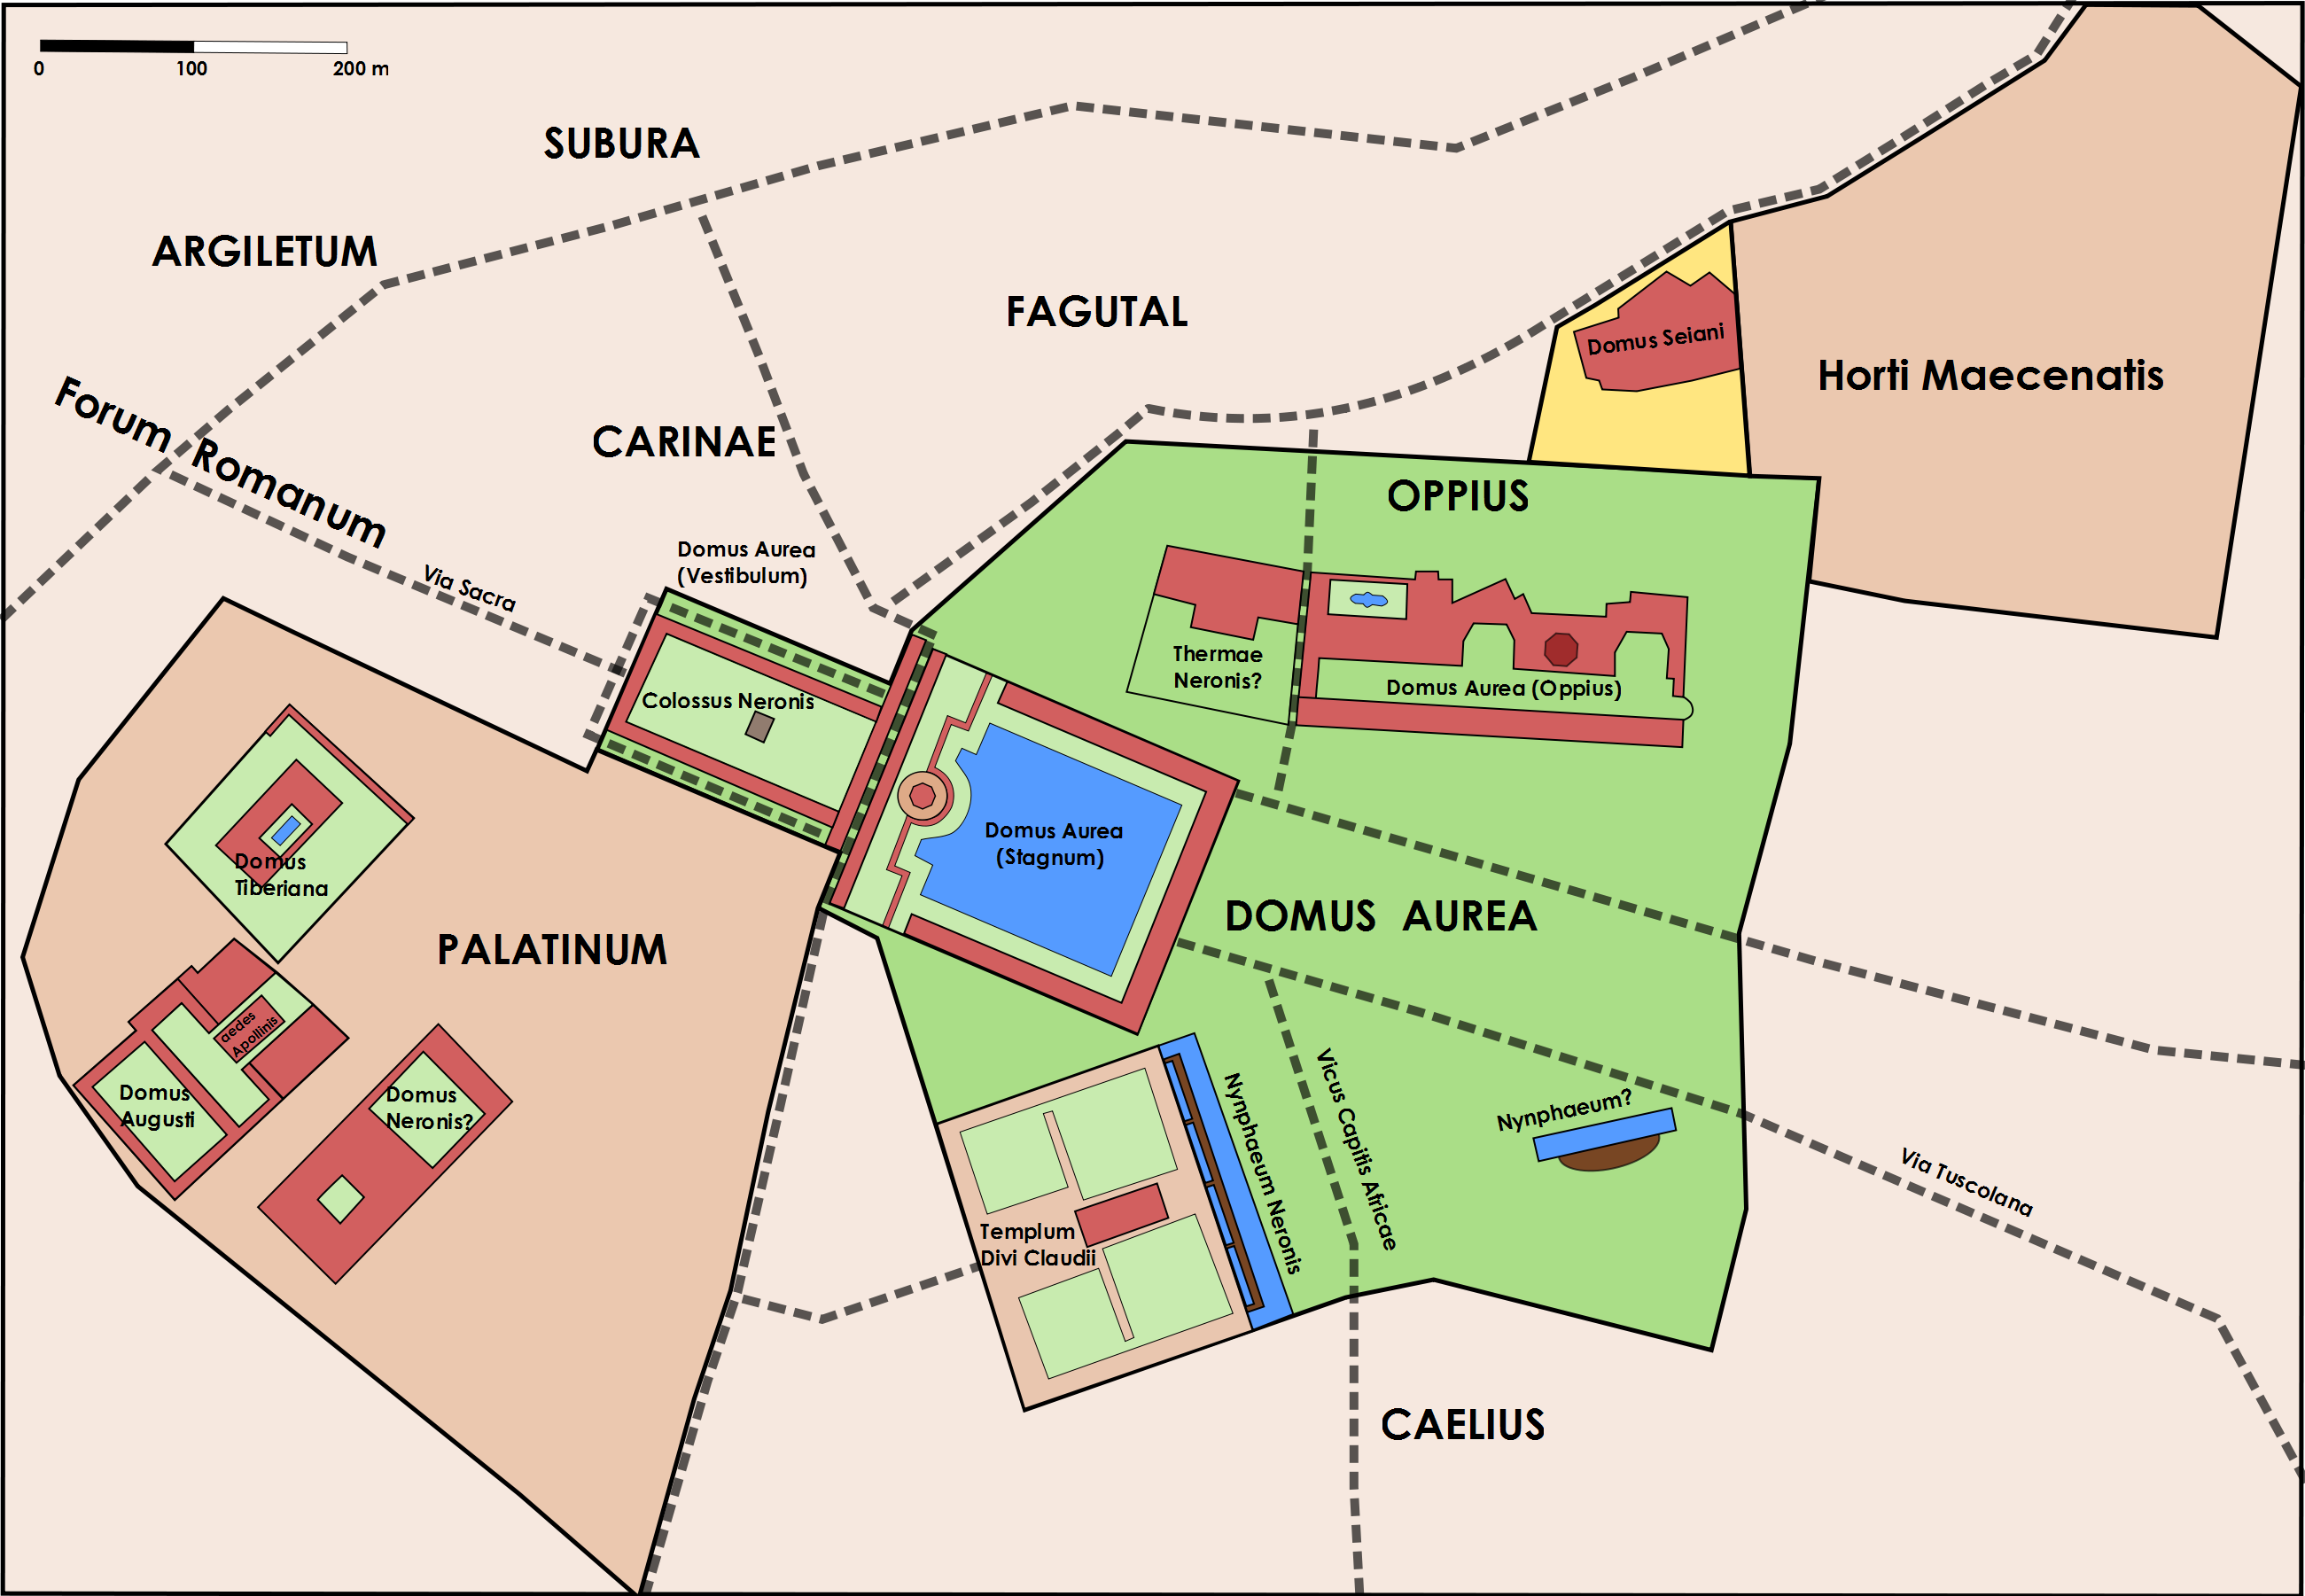 0 100 200 m
SUBURA
ARGILETUM
FAGUTAL
Domus Seiani
Horti Maecenatis
Forum Romanum
CARINAE
OPPIUS
Via Sacra
Domus Aurea
(Vestibulum)
Thermae
Neronis?
Domus Aurea (Oppius)
Colossus Neronis
Domus Aurea
(Stagnum)
Domus
Tiberiana
DOMUS AUREA
PALATINUM
aedes
Apollinis
Domus
Augusti
Domus
Neronis?
Nynphaeum Neronis
Vicus Capitis Africae
Nynphaeum?
Via Tuscolana
Templum
Divi Claudii
CAELIUS